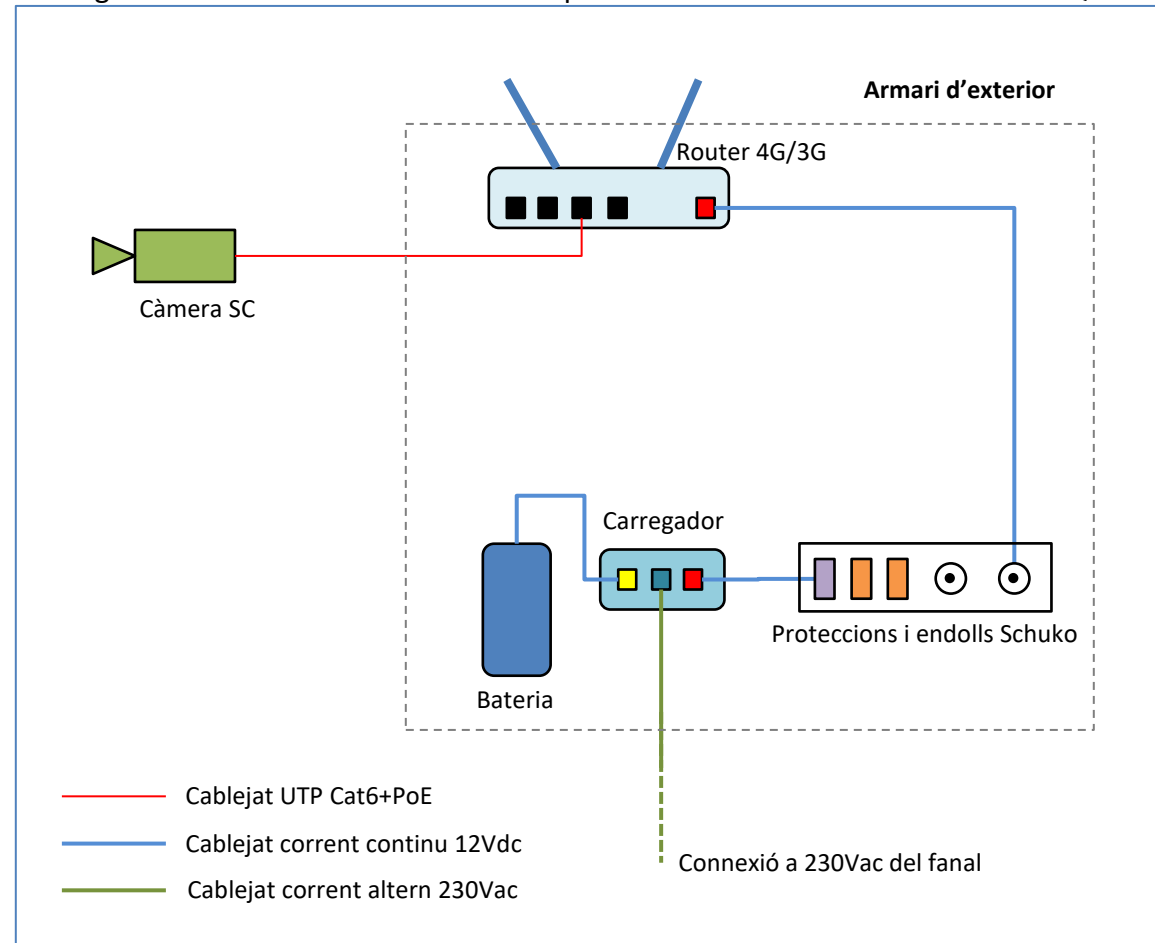 Armari d’exterior
Router 4G/3G
Càmera SC
Carregador
Proteccions i endolls Schuko
Bateria
Cablejat UTP Cat6+PoE
Cablejat corrent continu 12Vdc
Connexió a 230Vac del fanal
Cablejat corrent altern 230Vac